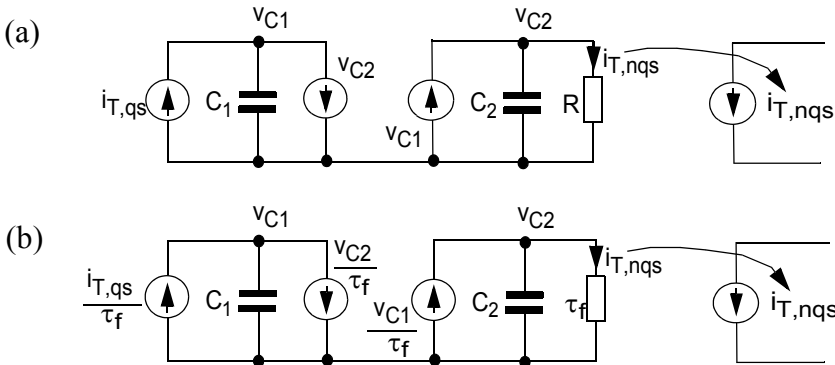 (a)
vC1
vC2
iT,qs
C1
vC2
vC1
C2
R
iT,nqs
iT,nqs
(b)
vC1
vC2
iT,qs
τf
C1
vC2
τf
vC1
τf
C2
τf
iT,nqs
iT,nqs